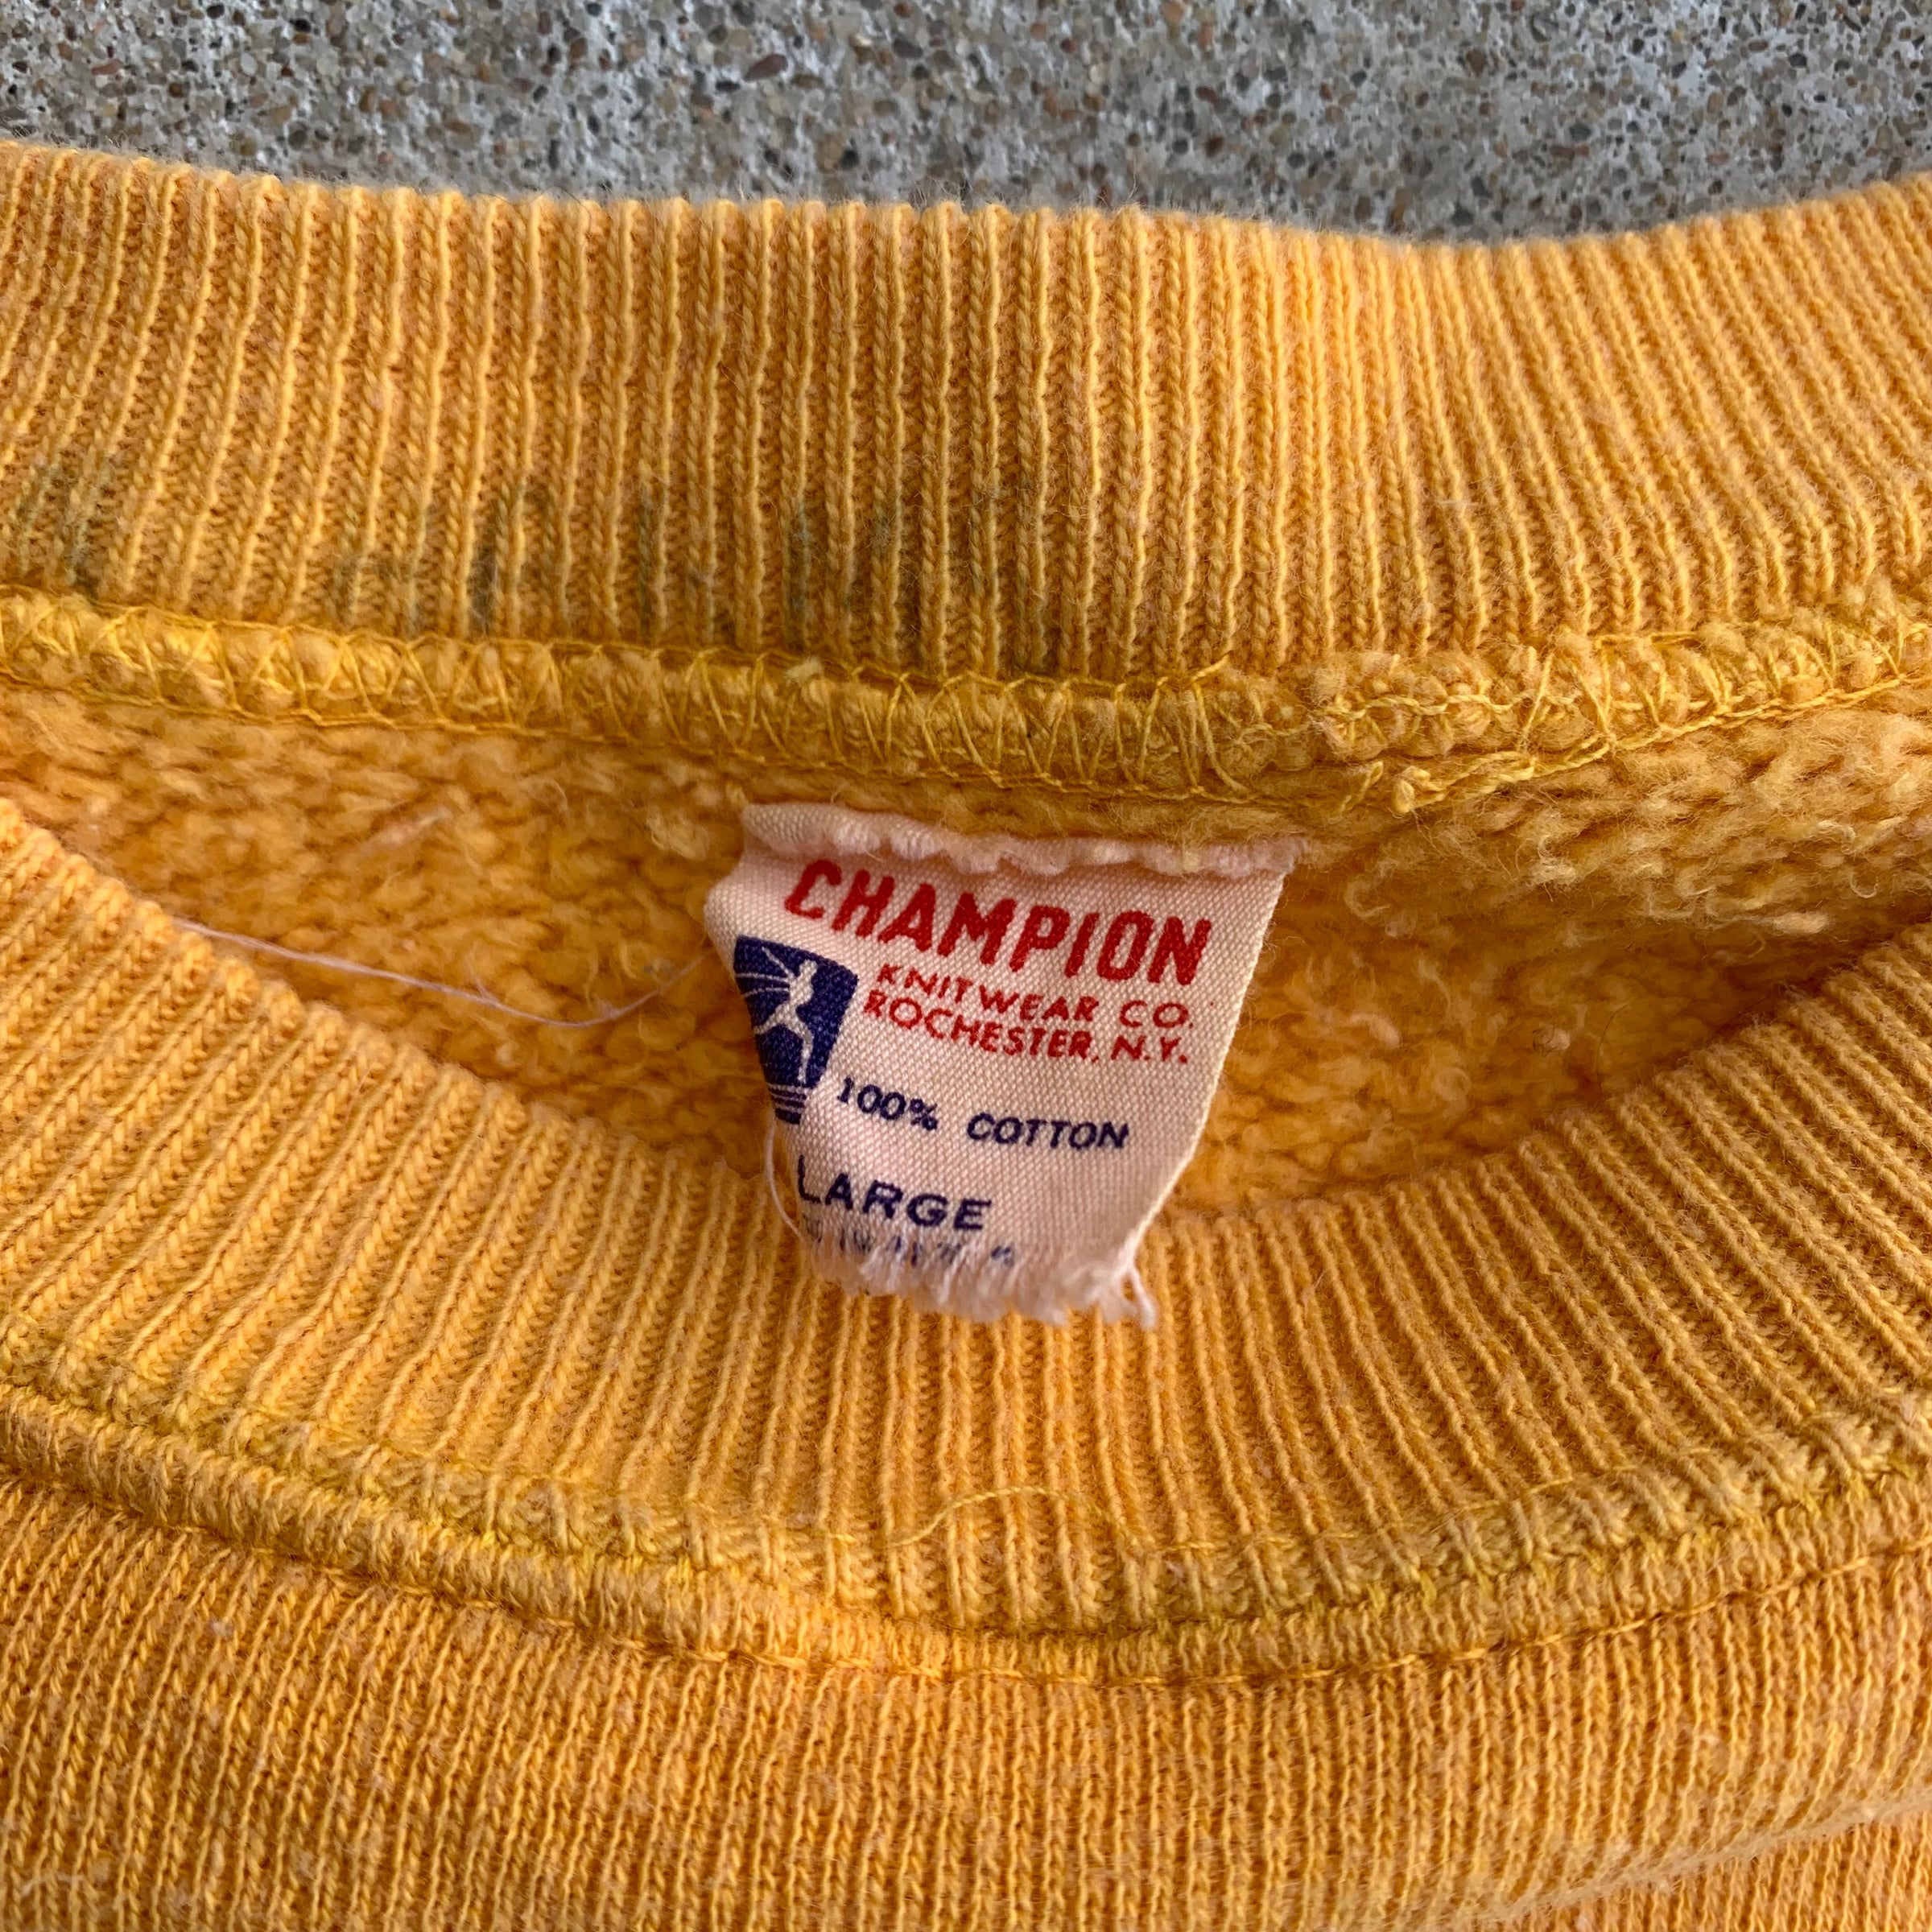 CHAMPION
KNITWEAR CO.
ROCHESTER, N.Y.
100% COTTON
LARGE